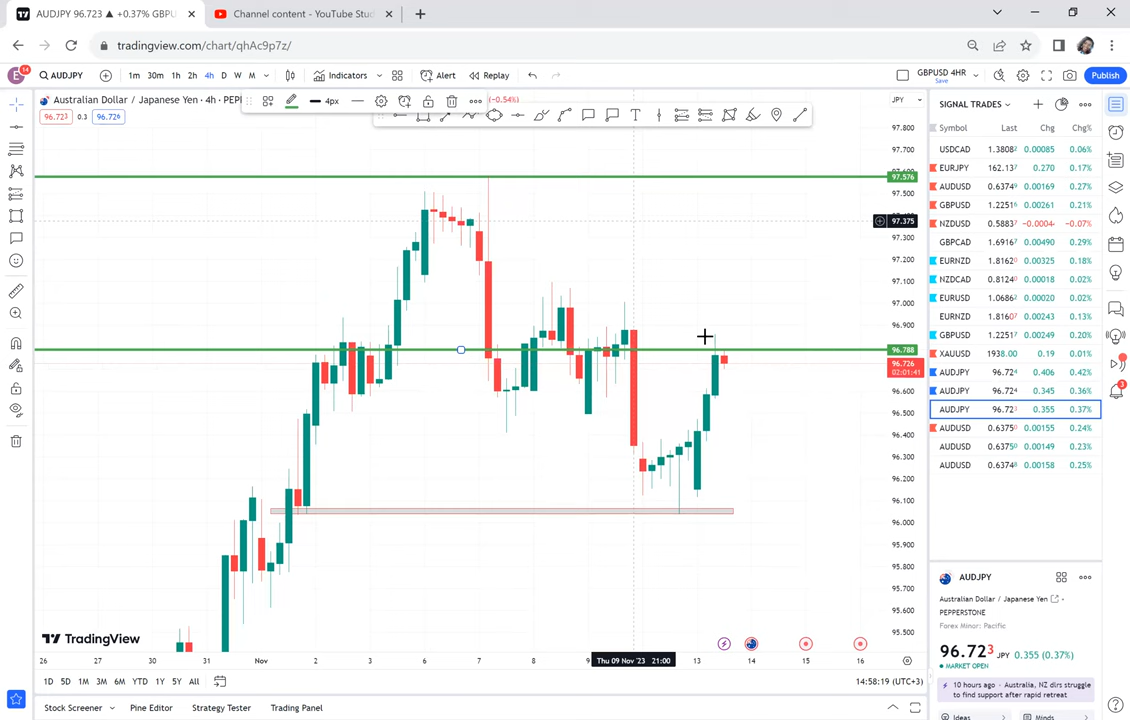 AUDJPY 96.723 ▲ +0.37% GBPU
Channel content - YouTube Stud
tradingview.com/chart/qhAc9p7z/
E 14 AUDJPY 1m 30m 1h 2h 4h D W M Indicators Alert Replay GBPUSD 4HR Save Publish
Australian Dollar / Japanese Yen · 4h · PEPP
4px
(−0.54%)
JPY
96.723 0.3 96.726
97.800
97.700
97.576
97.500
97.375
97.300
97.200
97.100
97.000
96.900
96.788
96.726
02:01:41
96.600
96.500
96.400
96.300
96.200
96.100
96.000
95.900
95.800
95.700
95.600
95.500
TradingView
26 27 30 31 Nov 2 3 6 7 8 9 Thu 09 Nov '23 21:00 13 14 15 16
1D 5D 1M 3M 6M YTD 1Y 5Y All
14:58:19 (UTC+3)
Stock Screener Pine Editor Strategy Tester Trading Panel
SIGNAL TRADES
Symbol Last Chg Chg%
USDCAD 1.3808² 0.00085 0.06%
EURJPY 162.13⁷ 0.270 0.17%
AUDUSD 0.6374⁹ 0.00169 0.27%
GBPUSD 1.2251⁶ 0.00261 0.21%
NZDUSD 0.5883⁷ −0.0004 −0.07%
GBPCAD 1.6916⁷ 0.00490 0.29%
EURNZD 1.8162⁰ 0.00325 0.18%
NZDCAD 0.8124⁰ 0.00018 0.02%
EURUSD 1.0686² 0.00020 0.02%
EURNZD 1.8161⁰⁷ 0.00243 0.13%
GBPUSD 1.2251⁷ 0.00249 0.20%
XAUUSD 1938.00 0.19 0.01%
AUDJPY 96.72⁴ 0.406 0.42%
AUDJPY 96.72⁴ 0.345 0.36%
AUDJPY 96.72³ 0.355 0.37%
AUDUSD 0.6375⁰ 0.00155 0.24%
AUDUSD 0.6375⁰ 0.00149 0.23%
AUDUSD 0.6374⁸ 0.00158 0.25%
AUDJPY
Australian Dollar / Japanese Yen ·
PEPPERSTONE
Forex Minor: Pacific
96.72³ JPY 0.355 (0.37%)
MARKET OPEN
10 hours ago · Australia, NZ dlrs struggle
to find support after rapid retreat
Ideas Minds
3